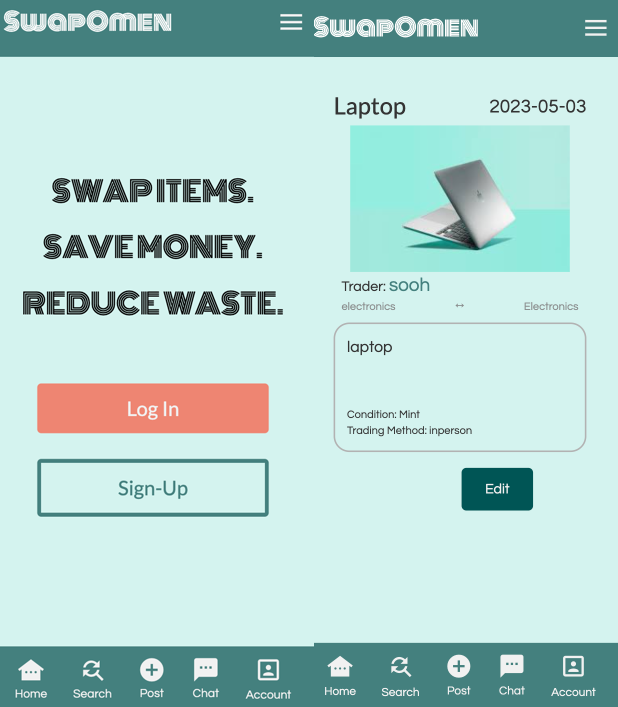 SwapOmen
SWAP ITEMS.
SAVE MONEY.
REDUCE WASTE.
Log In
Sign-Up
Home Search Post Chat Account
SwapOmen
Laptop 2023-05-03
Trader: sooh
electronics ↔ Electronics
laptop
Condition: Mint
Trading Method: inperson
Edit
Home Search Post Chat Account